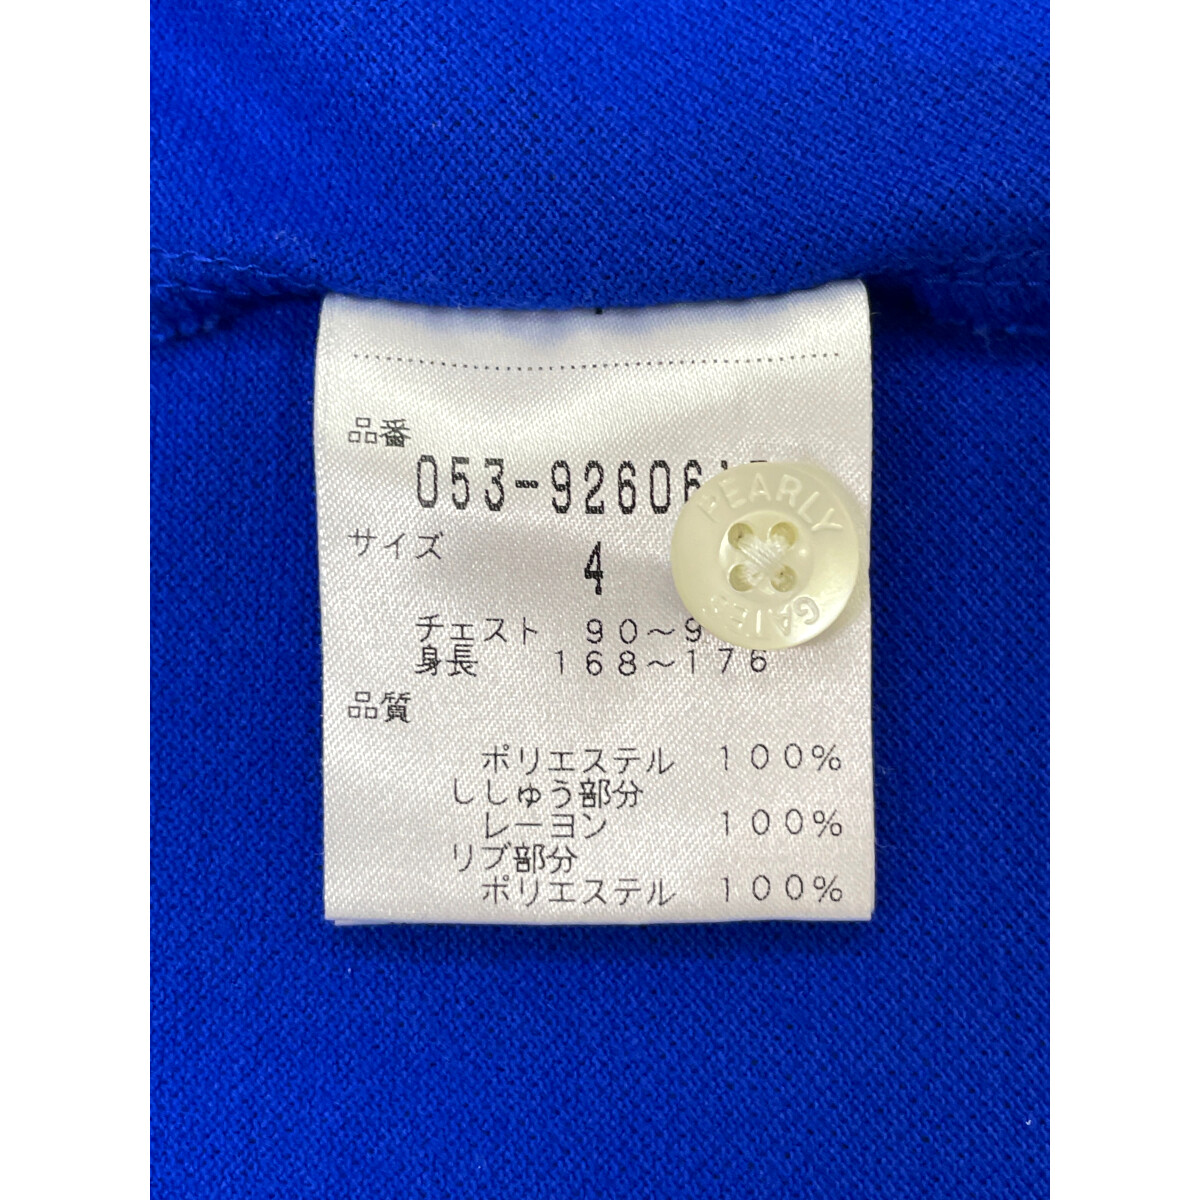 品番
053-92606
サイズ
4
チェスト 90～9
身長 168～176
品質
ポリエステル 100%
ししゅう部分
レーヨン 100%
リブ部分
ポリエステル 100%
PEARLY
GATES